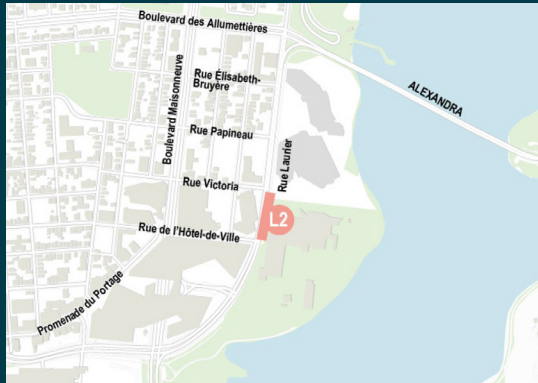 Boulevard des Allumettières
ALEXANDRA
Boulevard Maisonneuve
Rue Élisabeth-
Bruyère
Rue Papineau
Rue Laurier
Rue Victoria
L2
Rue de l'Hôtel-de-Ville
Promenade du Portage